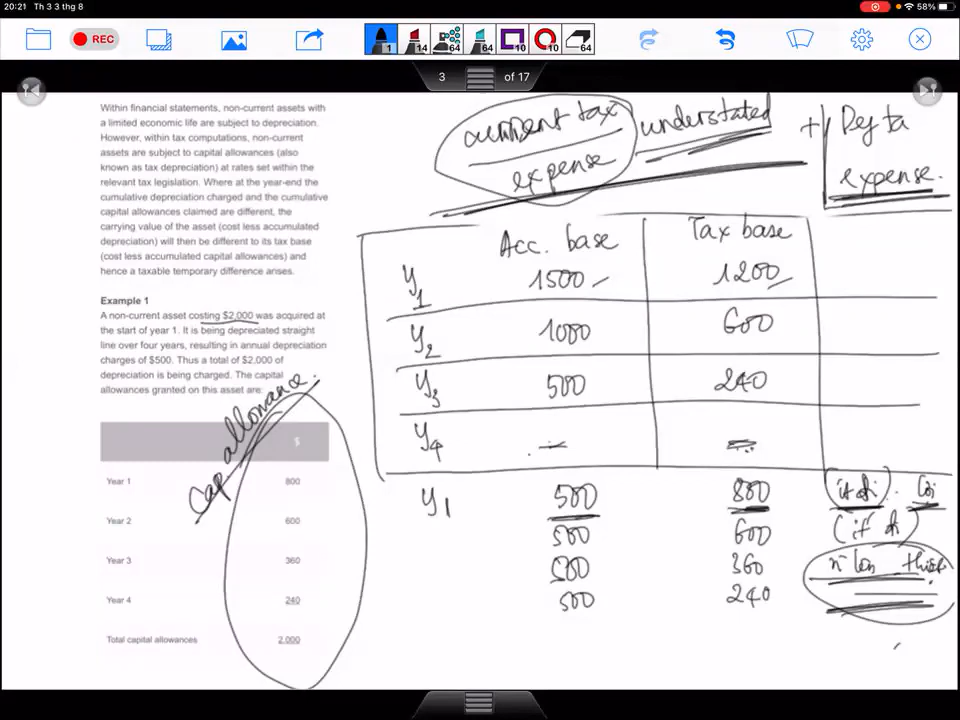 20:21 Th 3 3 thg 8
58%
REC
1
14
64
64
10
10
64
3 of 17
Within financial statements, non-current assets with
a limited economic life are subject to depreciation.
However, within tax computations, non-current
assets are subject to capital allowances (also
known as tax depreciation) at rates set within the
relevant tax legislation. Where at the year-end the
cumulative depreciation charged and the cumulative
capital allowances claimed are different, the
carrying value of the asset (cost less accumulated
depreciation) will then be different to its tax base
(cost less accumulated capital allowances) and
hence a taxable temporary difference arises.
Example 1
A non-current asset costing $2,000 was acquired at
the start of year 1. It is being depreciated straight
line over four years, resulting in annual depreciation
charges of $500. Thus a total of $2,000 of
depreciation is being charged. The capital
allowances granted on this asset are:
Cap allowance
$
Year 1 800
Year 2 600
Year 3 360
Year 4 240
Total capital allowances 2,000
current tax understated + Def ta
expense expense.
Acc. base Tax base
Y1 1500 1200
Y2 1000 600
Y3 500 240
Y4 - -
Y1 500 800
500 600
500 360
500 240